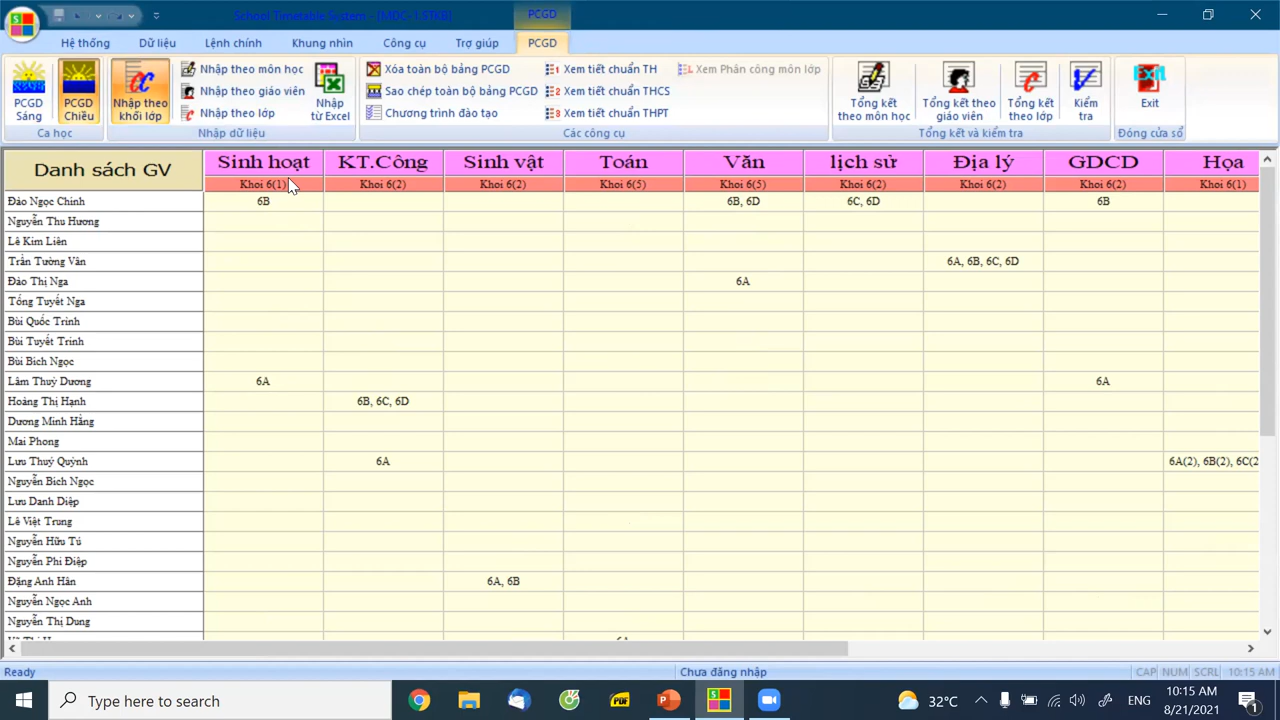 School Timetable System - [MDC-1.5TKB]
PCGD
Hệ thống Dữ liệu Lệnh chính Khung nhìn Công cụ Trợ giúp PCGD
PCGD Sáng
PCGD Chiều
Ca học
Nhập theo khối lớp
Nhập theo môn học
Nhập theo giáo viên
Nhập theo lớp
Nhập từ Excel
Nhập dữ liệu
Xóa toàn bộ bảng PCGD
Sao chép toàn bộ bảng PCGD
Chương trình đào tạo
Xem tiết chuẩn TH
Xem tiết chuẩn THCS
Xem tiết chuẩn THPT
Xem Phân công môn lớp
Các công cụ
Tổng kết theo môn học
Tổng kết theo giáo viên
Tổng kết theo lớp
Kiểm tra
Tổng kết và kiểm tra
Exit
Đóng cửa sổ
Danh sách GV Sinh hoạt KT.Công Sinh vật Toán Văn lịch sử Địa lý GDCD Họa
Khoi 6(1) Khoi 6(2) Khoi 6(2) Khoi 6(5) Khoi 6(5) Khoi 6(2) Khoi 6(2) Khoi 6(2) Khoi 6(1)
Đào Ngọc Chinh 6B 6B, 6D 6C, 6D 6B
Nguyễn Thu Hương
Lê Kim Liên
Trần Tường Vân 6A, 6B, 6C, 6D
Đào Thị Nga 6A
Tống Tuyết Nga
Bùi Quốc Trinh
Bùi Tuyết Trinh
Bùi Bích Ngọc
Lâm Thuỳ Dương 6A 6A
Hoàng Thị Hạnh 6B, 6C, 6D
Dương Minh Hằng
Mai Phong
Lưu Thuỷ Quỳnh 6A 6A(2), 6B(2), 6C(2
Nguyễn Bích Ngọc
Lưu Danh Diệp
Lê Việt Trung
Nguyễn Hữu Tú
Nguyễn Phi Điệp
Đặng Anh Hân 6A, 6B
Nguyễn Ngọc Anh
Nguyễn Thị Dung
Ready Chưa đăng nhập CAP NUM SCRL 10:15 AM
Type here to search
PDF
32°C
ENG
10:15 AM
8/21/2021
1